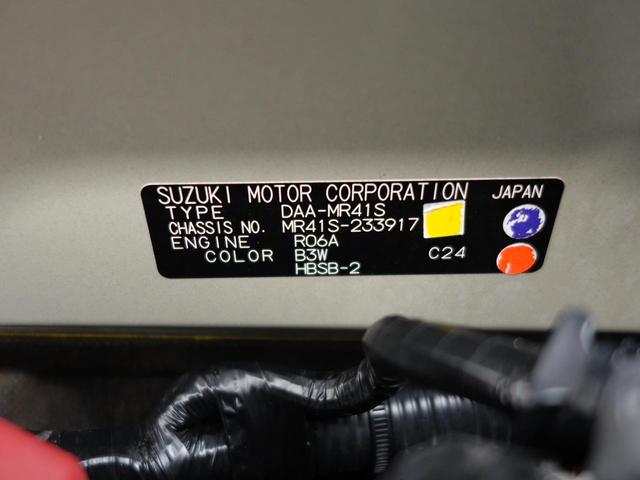 SUZUKI MOTOR CORPORATION JAPAN
TYPE DAA-MR41S
CHASSIS NO. MR41S-233917
ENGINE R06A
COLOR B3W C24
HBSB-2